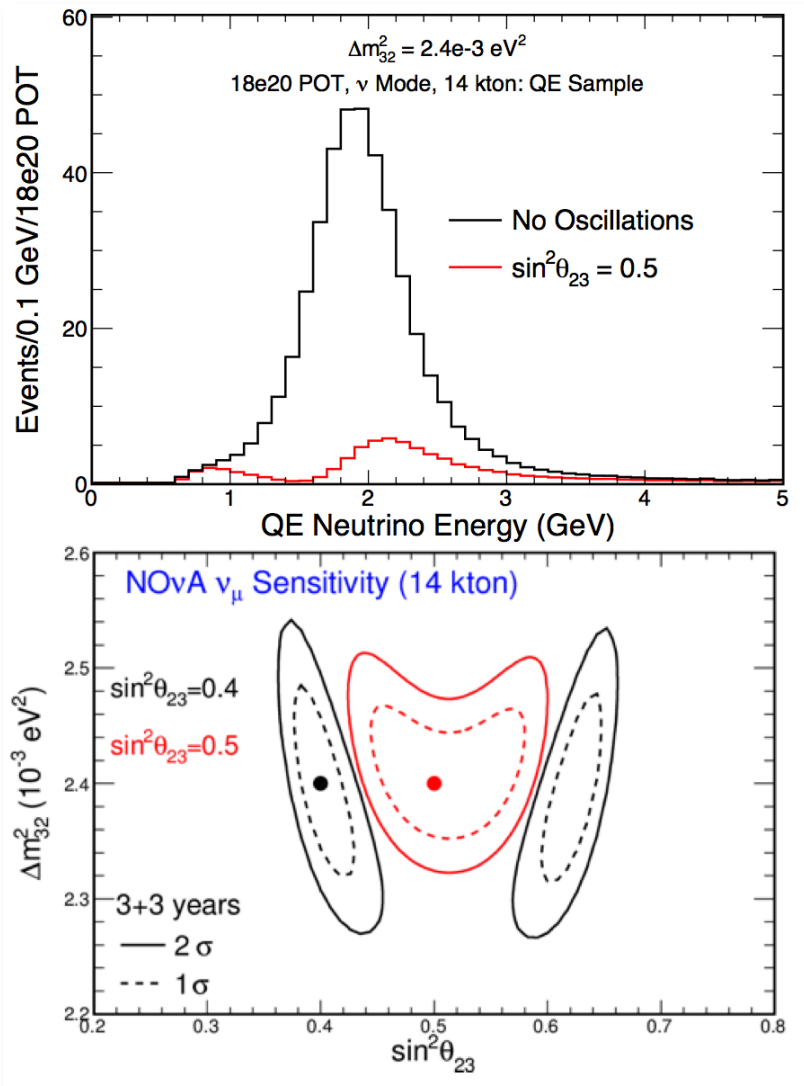 60
40
20
0
Events/0.1 GeV/18e20 POT
Δm²₃₂ = 2.4e-3 eV²
18e20 POT, ν Mode, 14 kton: QE Sample
No Oscillations
sin²θ₂₃ = 0.5
0 1 2 3 4 5
QE Neutrino Energy (GeV)
2.6
2.5
2.4
2.3
2.2
Δm²₃₂ (10⁻³ eV²)
NOνA νμ Sensitivity (14 kton)
sin²θ₂₃=0.4
sin²θ₂₃=0.5
3+3 years
2 σ
1 σ
0.2 0.3 0.4 0.5 0.6 0.7 0.8
sin²θ₂₃